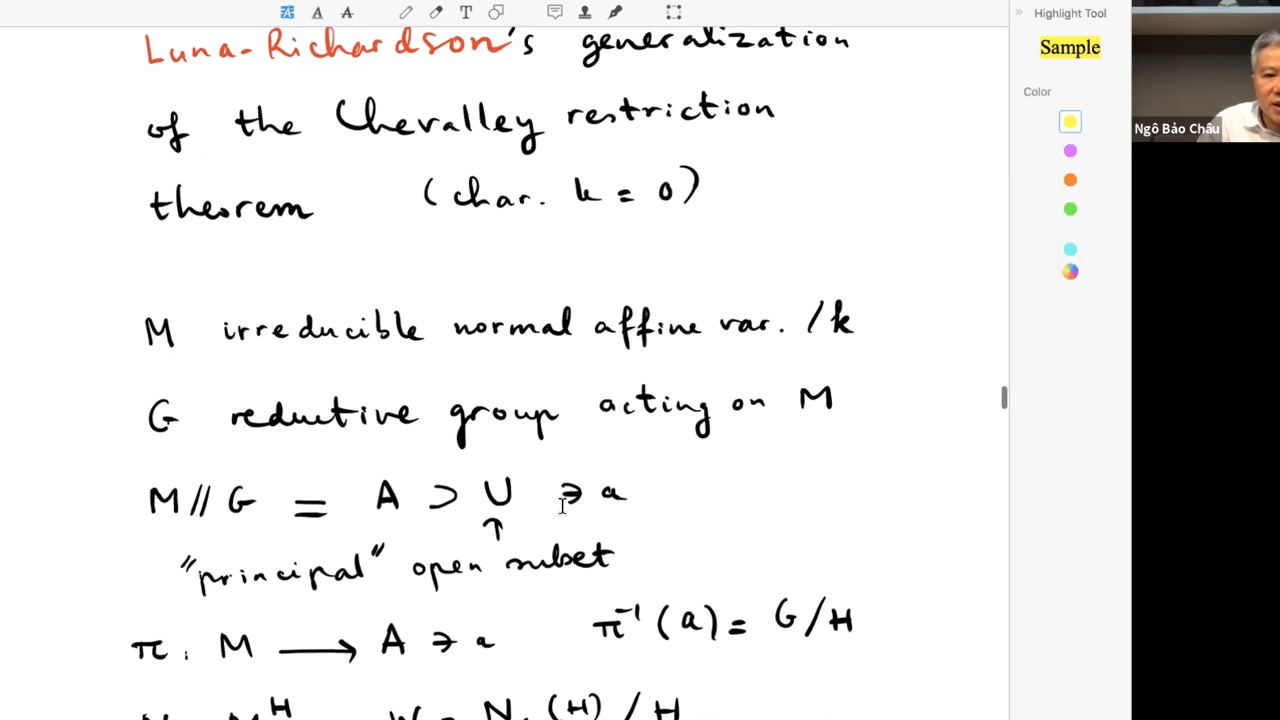 Luna-Richardson's generalization
of the Chevalley restriction
theorem (char. k = 0)
M irreducible normal affine var. /k
G reductive group acting on M
M // G = A ⊃ U ∋ a
↑
"principal" open subset
π : M ⟶ A ∋ a π⁻¹(a) = G/H
(H) / H
Highlight Tool
Sample
Color
Ngô Bảo Châu